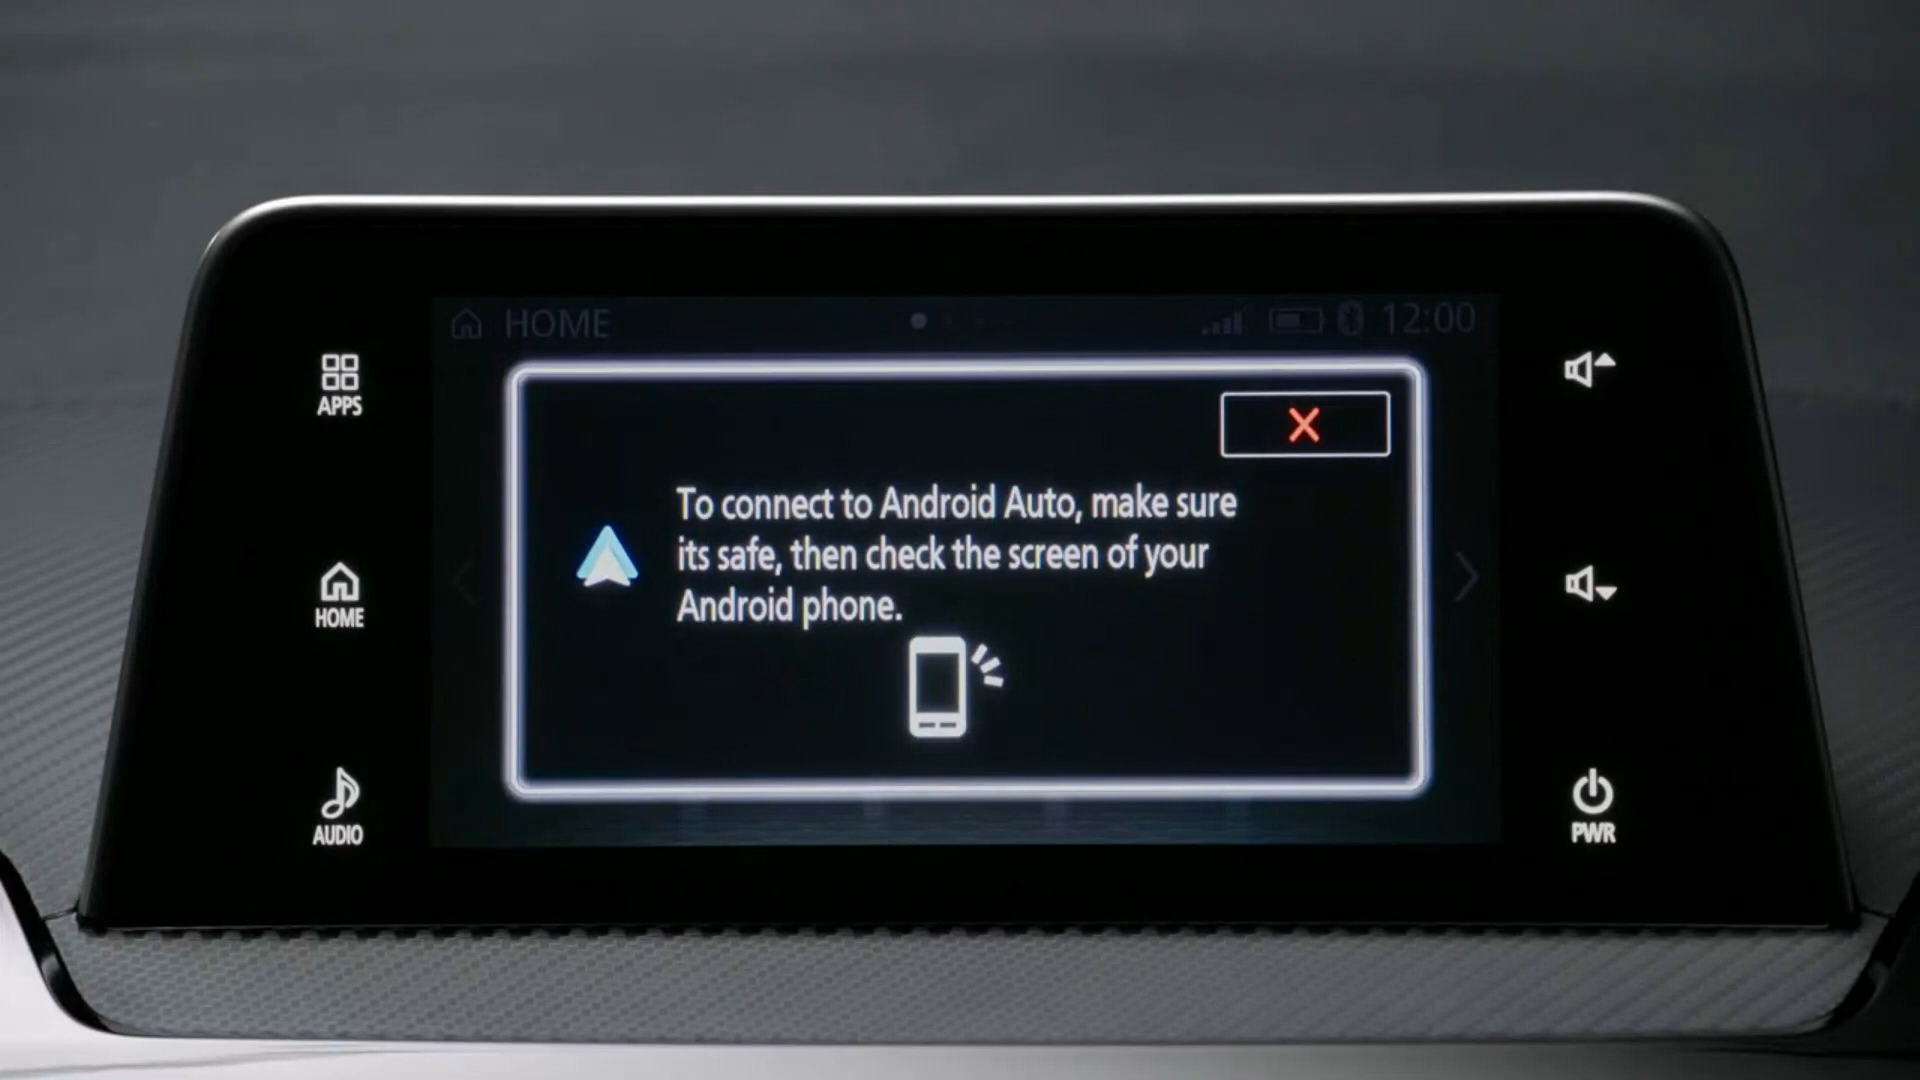 HOME
12:00
APPS
To connect to Android Auto, make sure
its safe, then check the screen of your
Android phone.
HOME
AUDIO
PWR